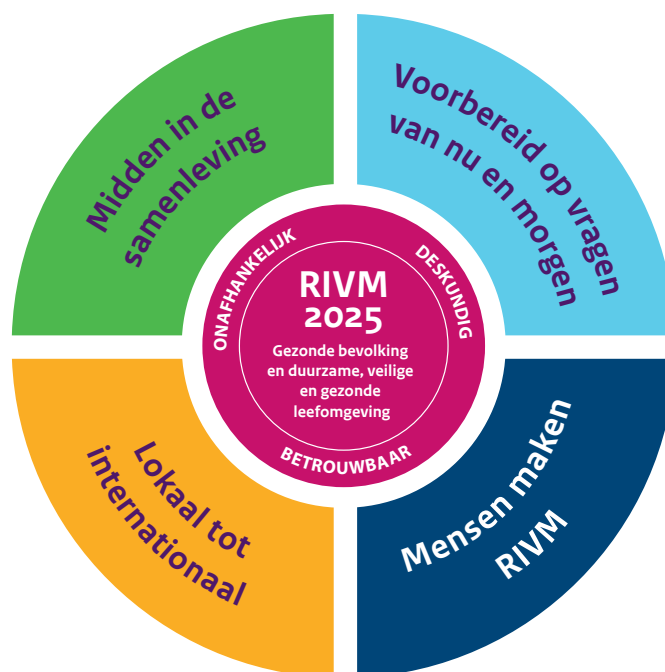 Midden in de
samenleving
Voorbereid op vragen
van nu en morgen
ONAFHANKELIJK
DESKUNDIG
BETROUWBAAR
RIVM
2025
Gezonde bevolking
en duurzame, veilige
en gezonde
leefomgeving
Lokaal tot
internationaal
Mensen maken
RIVM